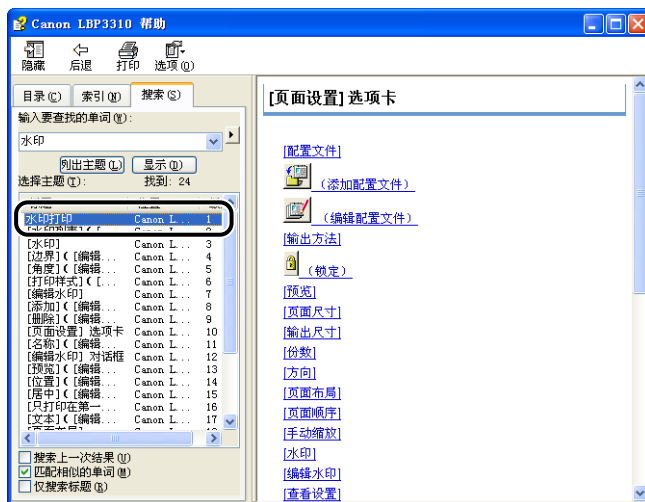 Canon LBP3310 帮助
隐藏 后退 打印 选项(O)
目录(C) 索引(N) 搜索(S)
输入要查找的单词(W):
水印
列出主题(L) 显示(D)
选择主题(T): 找到: 24
水印打印 Canon L... 1
[水印] Canon L... 3
[边界]([编辑... Canon L... 4
[角度]([编辑... Canon L... 5
[打印样式]([... Canon L... 6
[编辑水印] Canon L... 7
[添加]([编辑... Canon L... 8
[删除]([编辑... Canon L... 9
[页面设置] 选项卡 Canon L... 10
[名称]([编辑... Canon L... 11
[编辑水印] 对话框 Canon L... 12
[预览]([编辑... Canon L... 13
[位置]([编辑... Canon L... 14
[居中]([编辑... Canon L... 15
[只打印在第一... Canon L... 16
[文本]([编辑... Canon L... 17
搜索上一次结果(U)
匹配相似的单词(M)
仅搜索标题(R)
[页面设置] 选项卡
[配置文件]
(添加配置文件)
(编辑配置文件)
[输出方法]
(锁定)
[预览]
[页面尺寸]
[输出尺寸]
[份数]
[方向]
[页面布局]
[页面顺序]
[手动缩放]
[水印]
[编辑水印]
[查看设置]